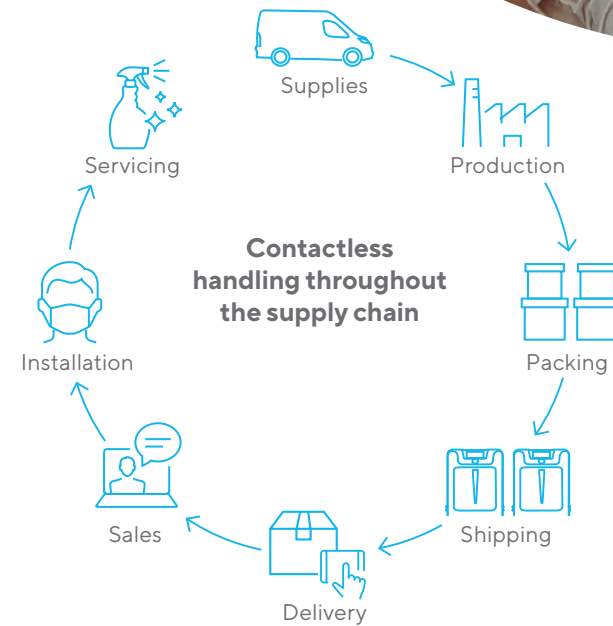 Supplies
Servicing
Production
Contactless
handling throughout
the supply chain
Installation
Packing
Sales
Shipping
Delivery